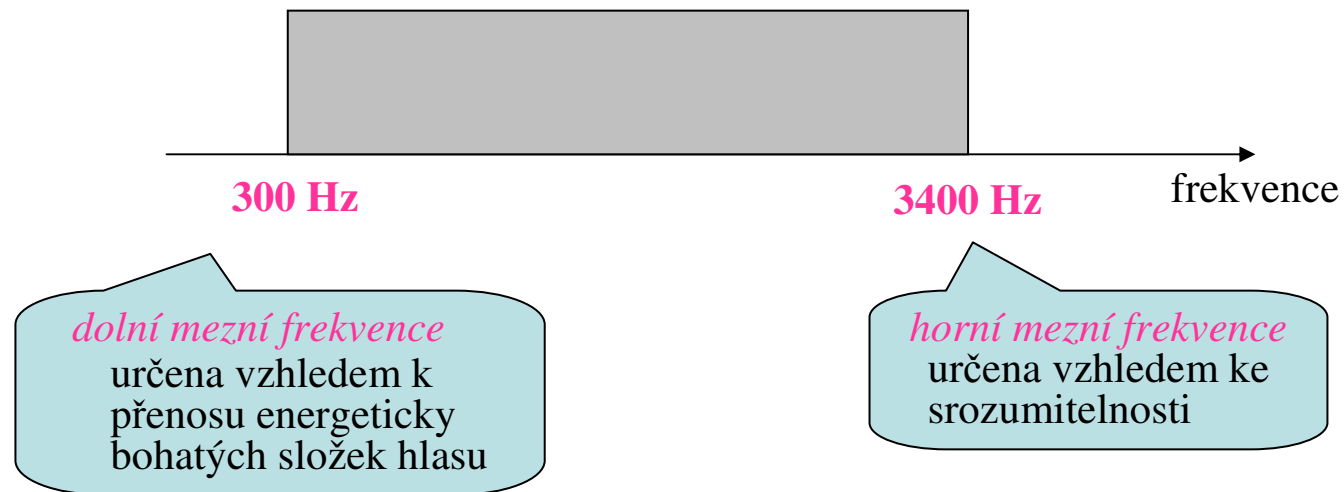 300 Hz
3400 Hz
frekvence
dolní mezní frekvence
určena vzhledem k
přenosu energeticky
bohatých složek hlasu
horní mezní frekvence
určena vzhledem ke
srozumitelnosti